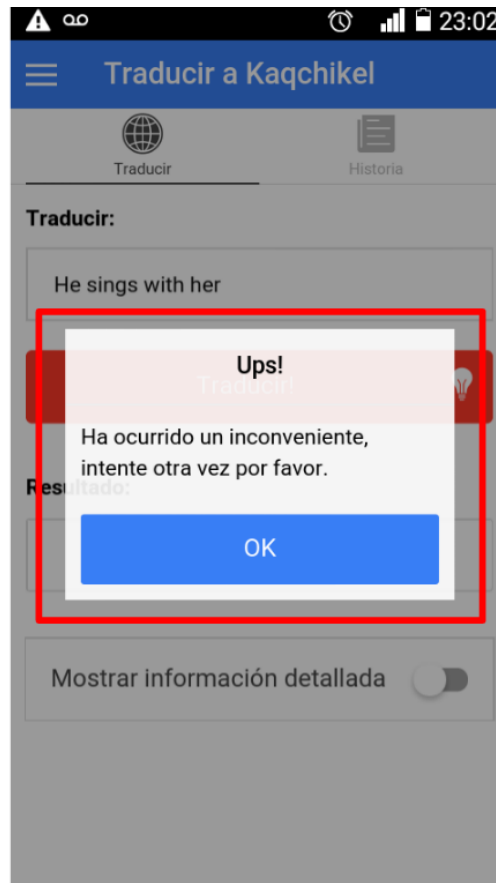 23:02
Traducir a Kaqchikel
Traducir
Historia
Traducir:
He sings with her
Ups!
Traducir!
Ha ocurrido un inconveniente,
intente otra vez por favor.
Resultado:
OK
Mostrar información detallada